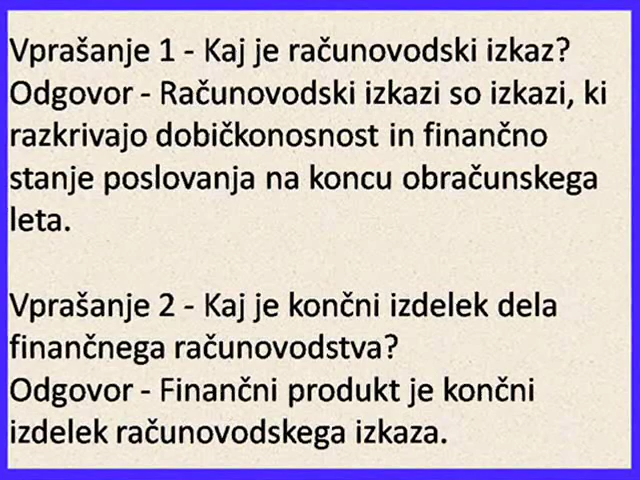 Vprašanje 1 - Kaj je računovodski izkaz?
Odgovor - Računovodski izkazi so izkazi, ki
razkrivajo dobičkonosnost in finančno
stanje poslovanja na koncu obračunskega
leta.
Vprašanje 2 - Kaj je končni izdelek dela
finančnega računovodstva?
Odgovor - Finančni produkt je končni
izdelek računovodskega izkaza.